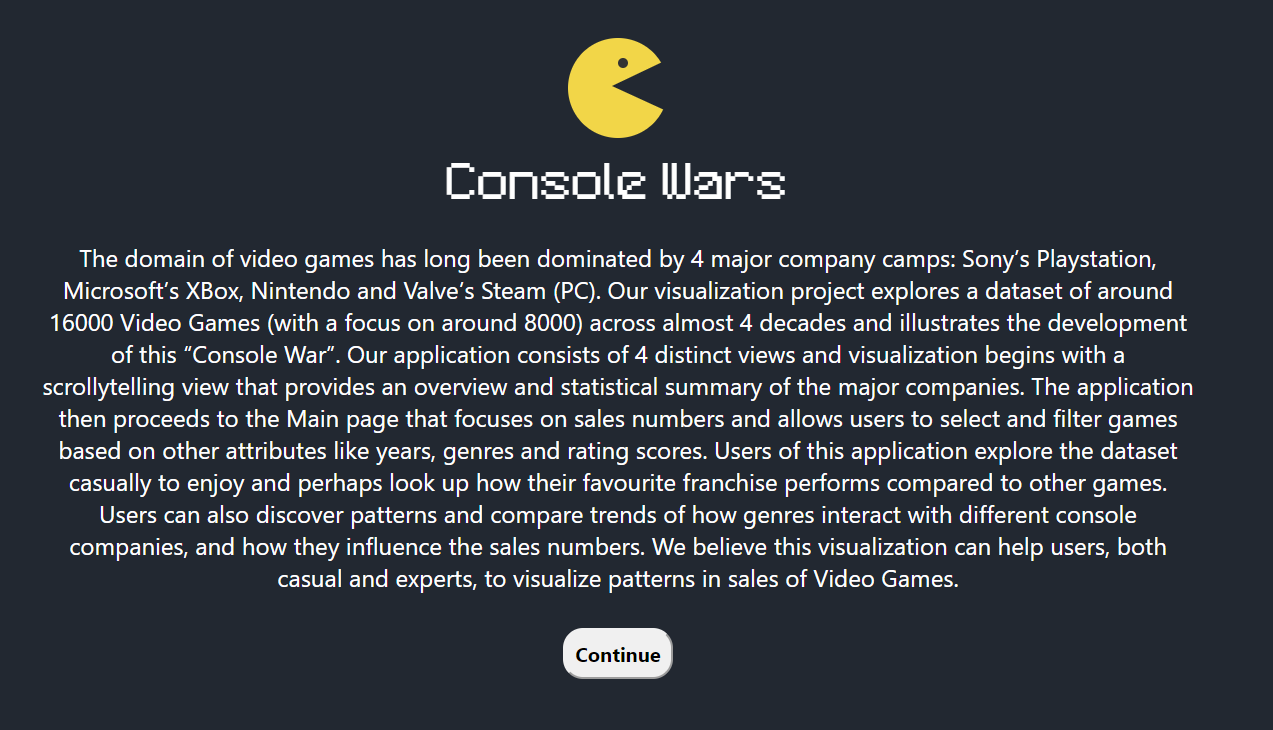 Console Wars
The domain of video games has long been dominated by 4 major company camps: Sony’s Playstation,
Microsoft’s XBox, Nintendo and Valve’s Steam (PC). Our visualization project explores a dataset of around
16000 Video Games (with a focus on around 8000) across almost 4 decades and illustrates the development
of this “Console War”. Our application consists of 4 distinct views and visualization begins with a
scrollytelling view that provides an overview and statistical summary of the major companies. The application
then proceeds to the Main page that focuses on sales numbers and allows users to select and filter games
based on other attributes like years, genres and rating scores. Users of this application explore the dataset
casually to enjoy and perhaps look up how their favourite franchise performs compared to other games.
Users can also discover patterns and compare trends of how genres interact with different console
companies, and how they influence the sales numbers. We believe this visualization can help users, both
casual and experts, to visualize patterns in sales of Video Games.
Continue